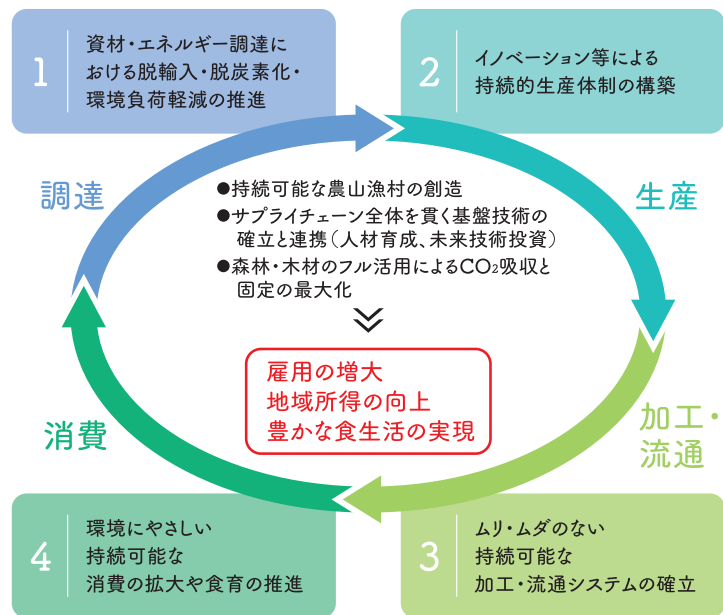 1
資材・エネルギー調達に
おける脱輸入・脱炭素化・
環境負荷軽減の推進
2
イノベーション等による
持続的生産体制の構築
調達
生産
●持続可能な農山漁村の創造
●サプライチェーン全体を貫く基盤技術の
確立と連携（人材育成、未来技術投資）
●森林・木材のフル活用によるCO₂吸収と
固定の最大化
雇用の増大
地域所得の向上
豊かな食生活の実現
消費
加工・
流通
4
環境にやさしい
持続可能な
消費の拡大や食育の推進
3
ムリ・ムダのない
持続可能な
加工・流通システムの確立